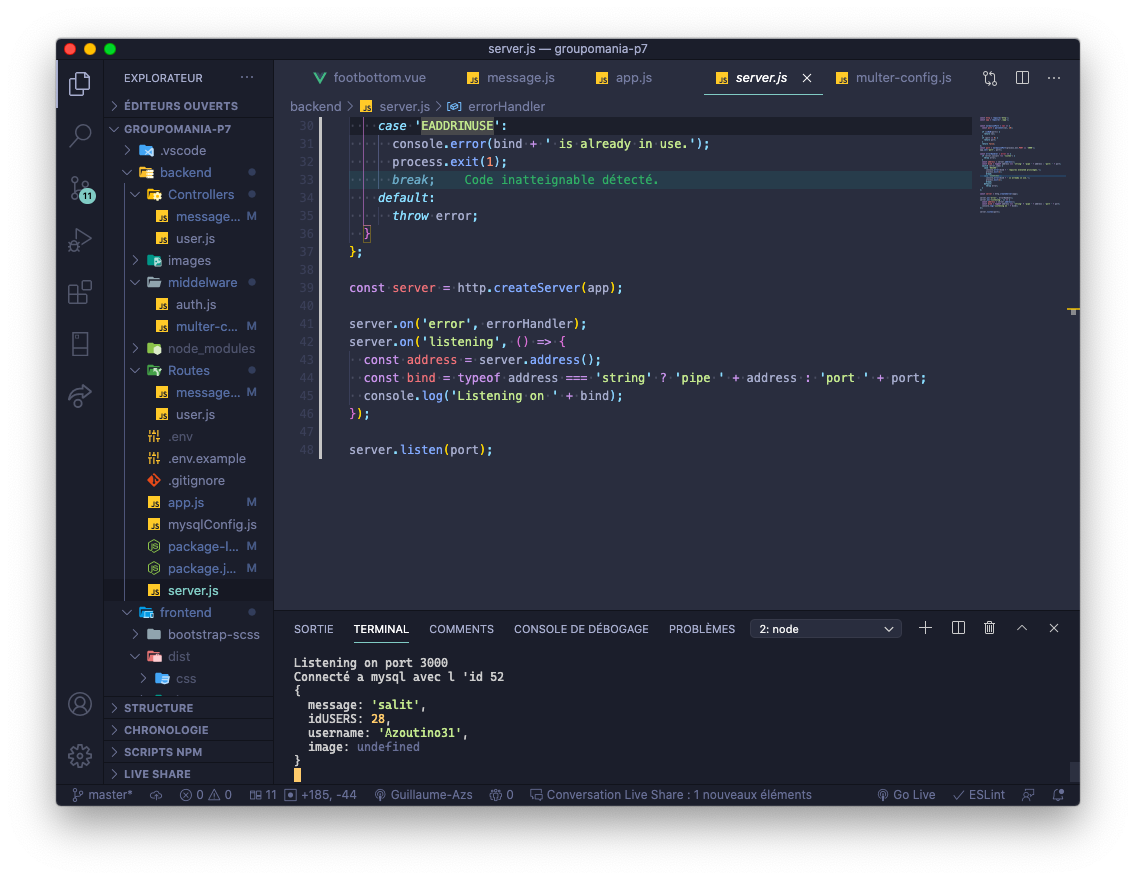 server.js — groupomania-p7
EXPLORATEUR
ÉDITEURS OUVERTS
GROUPOMANIA-P7
.vscode
backend
Controllers
message... M
user.js
images
middelware
auth.js
multer-c... M
node_modules
Routes
message... M
user.js
.env
.env.example
.gitignore
app.js M
mysqlConfig.js
package-l... M
package.j... M
server.js
frontend
bootstrap-scss
dist
css
STRUCTURE
CHRONOLOGIE
SCRIPTS NPM
LIVE SHARE
11
footbottom.vue message.js app.js server.js multer-config.js
backend > server.js > errorHandler
30 case 'EADDRINUSE':
31 console.error(bind + ' is already in use.');
32 process.exit(1);
33 break; Code inatteignable détecté.
34 default:
35 throw error;
36 }
37 };
38
39 const server = http.createServer(app);
40
41 server.on('error', errorHandler);
42 server.on('listening', () => {
43 const address = server.address();
44 const bind = typeof address === 'string' ? 'pipe ' + address : 'port ' + port;
45 console.log('Listening on ' + bind);
46 });
47
48 server.listen(port);
SORTIE TERMINAL COMMENTS CONSOLE DE DÉBOGAGE PROBLÈMES 2: node
Listening on port 3000
Connecté a mysql avec l 'id 52
{
message: 'salit',
idUSERS: 28,
username: 'Azoutino31',
image: undefined
}
master* 0 0 11 +185, -44 Guillaume-Azs 0 Conversation Live Share : 1 nouveaux éléments Go Live ESLint